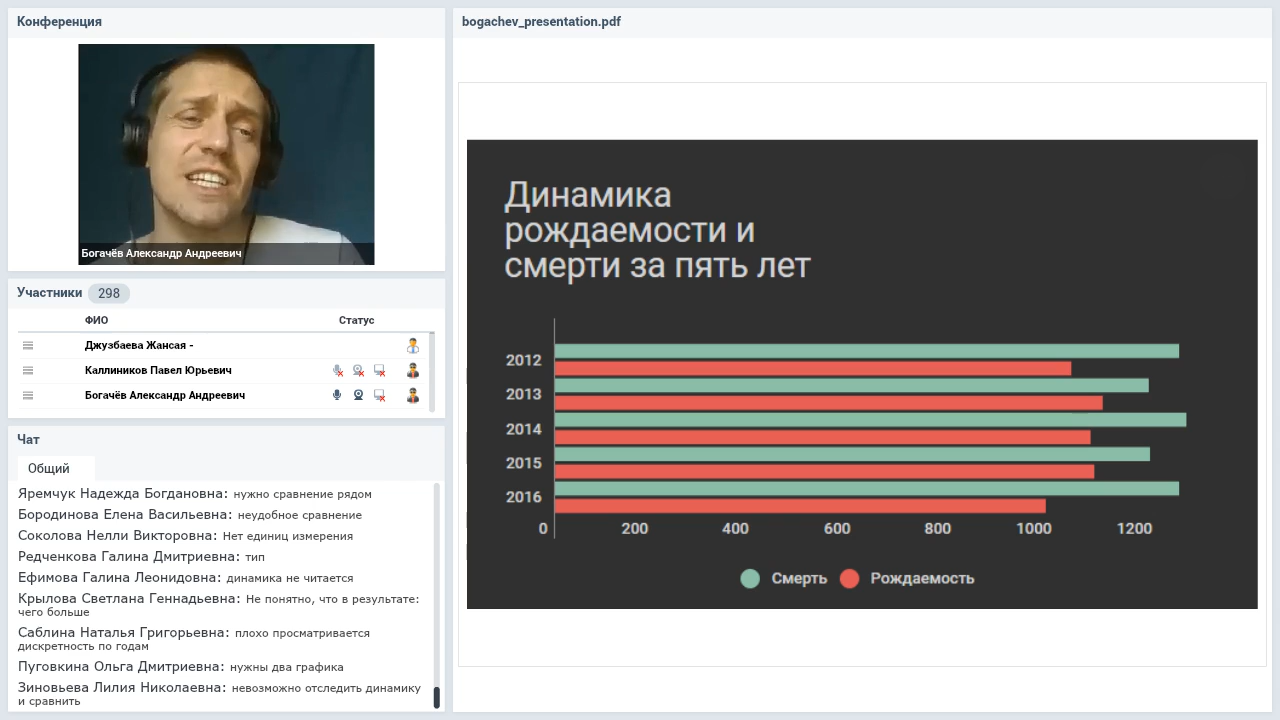 Конференция
Богачёв Александр Андреевич
Участники 298
ФИО Статус
Джузбаева Жансая -
Каллиников Павел Юрьевич
Богачёв Александр Андреевич
Чат
Общий
Яремчук Надежда Богдановна: нужно сравнение рядом
Бородинова Елена Васильевна: неудобное сравнение
Соколова Нелли Викторовна: Нет единиц измерения
Редченкова Галина Дмитриевна: тип
Ефимова Галина Леонидовна: динамика не читается
Крылова Светлана Геннадьевна: Не понятно, что в результате:
чего больше
Саблина Наталья Григорьевна: плохо просматривается
дискретность по годам
Пуговкина Ольга Дмитриевна: нужны два графика
Зиновьева Лилия Николаевна: невозможно отследить динамику
и сравнить
bogachev_presentation.pdf
Динамика
рождаемости и
смерти за пять лет
2012
2013
2014
2015
2016
0 200 400 600 800 1000 1200
Смерть Рождаемость